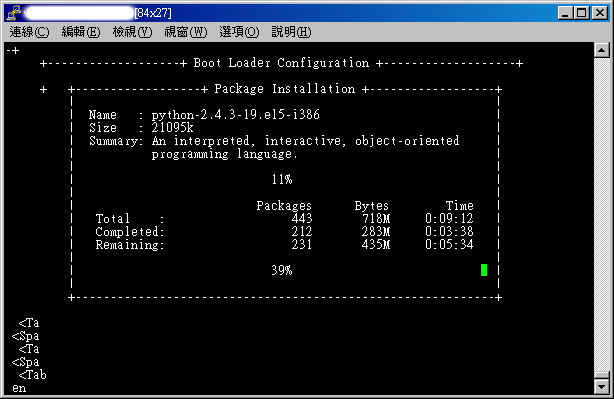 [84x27]
連線(C) 編輯(E) 檢視(V) 視窗(W) 選項(O) 說明(H)
-+
+-------------------+ Boot Loader Configuration +-------------------+
+ +------------------+ Package Installation +------------------+
Name : python-2.4.3-19.el5-i386
Size : 21095k
Summary: An interpreted, interactive, object-oriented
programming language.
11%
Packages Bytes Time
Total : 443 718M 0:09:12
Completed: 212 283M 0:03:38
Remaining: 231 435M 0:05:34
39%
+------------------------------------------------------------+
<Ta
<Spa
<Ta
<Spa
<Tab
en